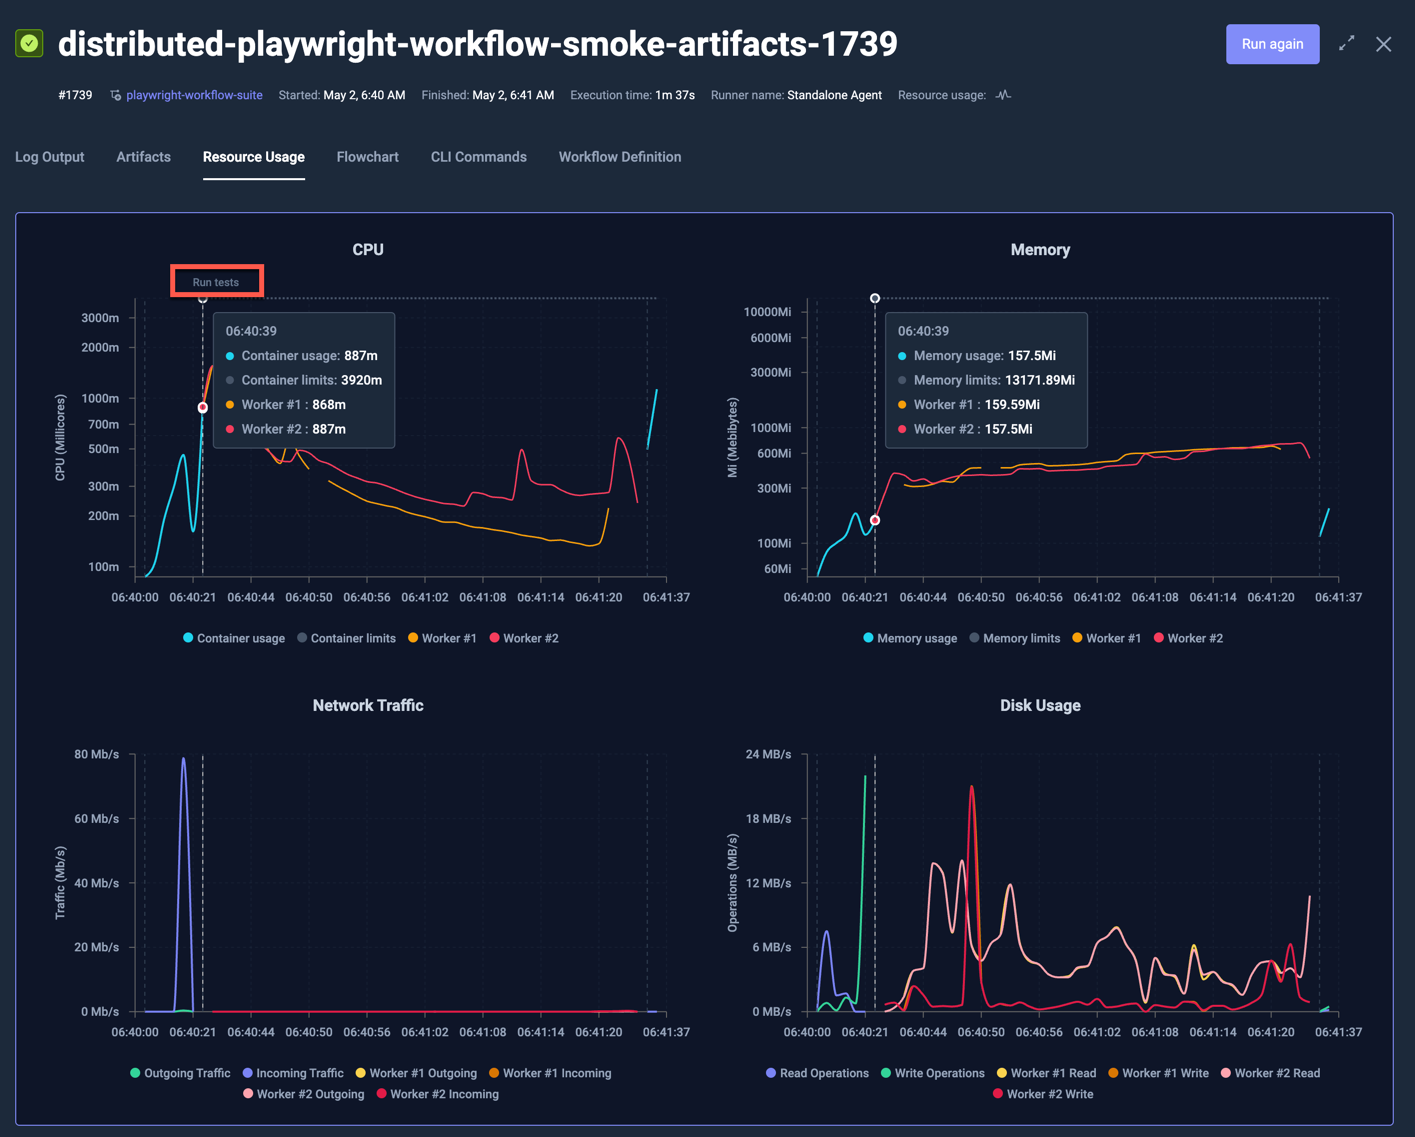 distributed-playwright-workflow-smoke-artifacts-1739
Run again
#1739 playwright-workflow-suite Started: May 2, 6:40 AM Finished: May 2, 6:41 AM Execution time: 1m 37s Runner name: Standalone Agent Resource usage:
Log Output Artifacts Resource Usage Flowchart CLI Commands Workflow Definition
CPU
Run tests
CPU (Millicores)
3000m
2000m
1000m
700m
500m
300m
200m
100m
06:40:39
Container usage: 887m
Container limits: 3920m
Worker #1 : 868m
Worker #2 : 887m
06:40:00 06:40:21 06:40:44 06:40:50 06:40:56 06:41:02 06:41:08 06:41:14 06:41:20 06:41:37
Container usage Container limits Worker #1 Worker #2
Memory
Mi (Mebibytes)
10000Mi
6000Mi
3000Mi
1000Mi
600Mi
300Mi
100Mi
60Mi
06:40:39
Memory usage: 157.5Mi
Memory limits: 13171.89Mi
Worker #1 : 159.59Mi
Worker #2 : 157.5Mi
06:40:00 06:40:21 06:40:44 06:40:50 06:40:56 06:41:02 06:41:08 06:41:14 06:41:20 06:41:37
Memory usage Memory limits Worker #1 Worker #2
Network Traffic
Traffic (Mb/s)
80 Mb/s
60 Mb/s
40 Mb/s
20 Mb/s
0 Mb/s
06:40:00 06:40:21 06:40:44 06:40:50 06:40:56 06:41:02 06:41:08 06:41:14 06:41:20 06:41:37
Outgoing Traffic Incoming Traffic Worker #1 Outgoing Worker #1 Incoming
Worker #2 Outgoing Worker #2 Incoming
Disk Usage
Operations (MB/s)
24 MB/s
18 MB/s
12 MB/s
6 MB/s
0 MB/s
06:40:00 06:40:21 06:40:44 06:40:50 06:40:56 06:41:02 06:41:08 06:41:14 06:41:20 06:41:37
Read Operations Write Operations Worker #1 Read Worker #1 Write Worker #2 Read
Worker #2 Write